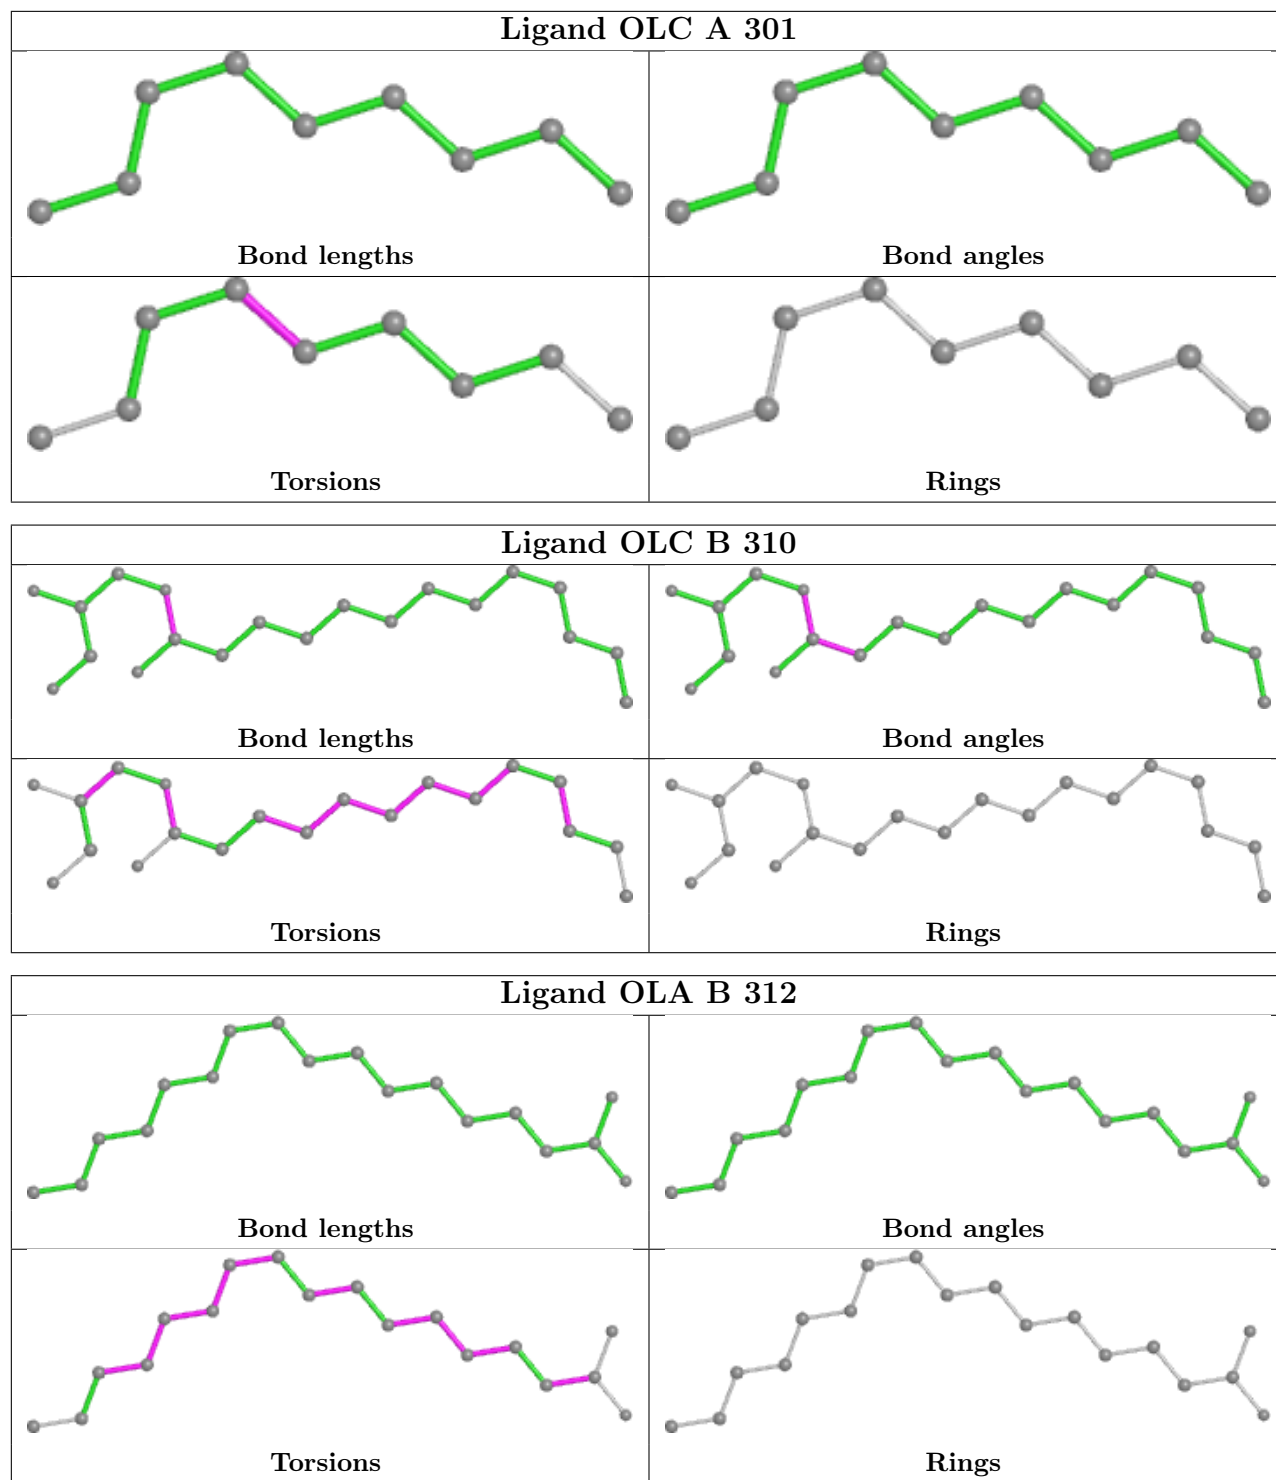 Ligand OLC A 301
Bond lengths
Bond angles
Torsions
Rings
Ligand OLC B 310
Bond lengths
Bond angles
Torsions
Rings
Ligand OLA B 312
Bond lengths
Bond angles
Torsions
Rings